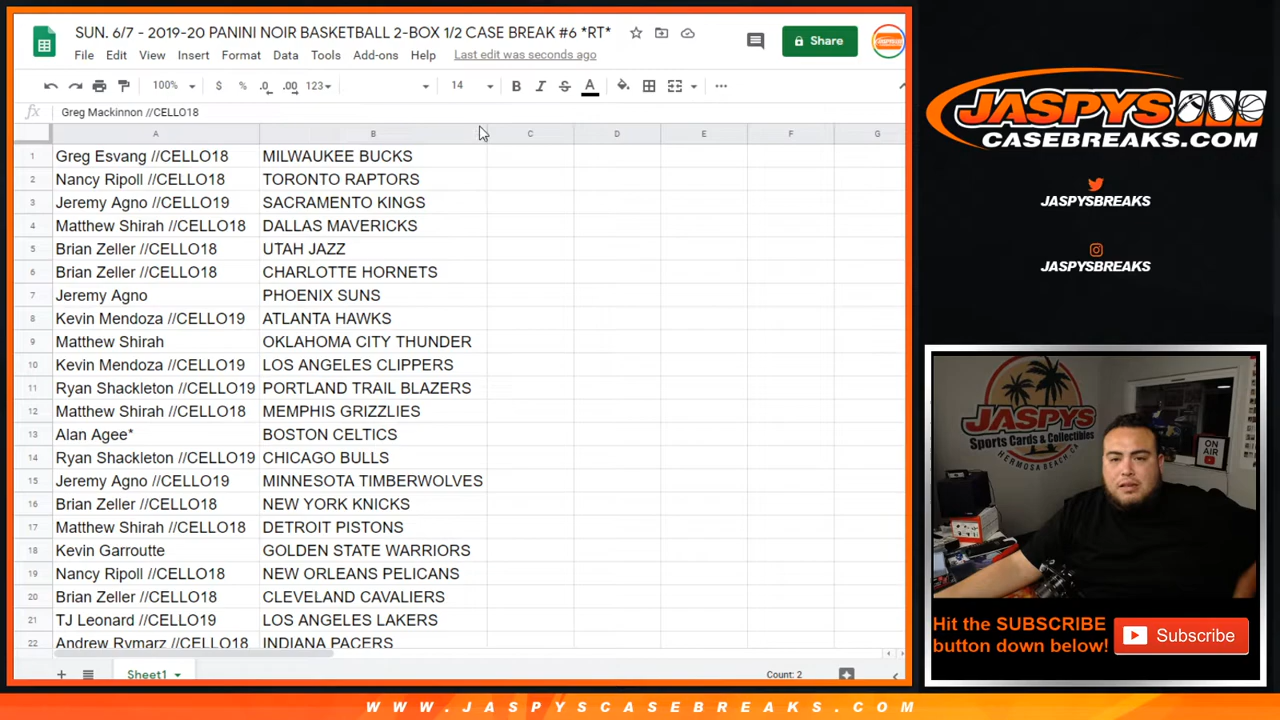 SUN. 6/7 - 2019-20 PANINI NOIR BASKETBALL 2-BOX 1/2 CASE BREAK #6 *RT*
File Edit View Insert Format Data Tools Add-ons Help Last edit was seconds ago
Share
100% $ % .0 .00 123 14 B I S A
fx Greg Mackinnon //CELLO18
A B C D E F G
1 Greg Esvang //CELLO18 MILWAUKEE BUCKS
2 Nancy Ripoll //CELLO18 TORONTO RAPTORS
3 Jeremy Agno //CELLO19 SACRAMENTO KINGS
4 Matthew Shirah //CELLO18 DALLAS MAVERICKS
5 Brian Zeller //CELLO18 UTAH JAZZ
6 Brian Zeller //CELLO18 CHARLOTTE HORNETS
7 Jeremy Agno PHOENIX SUNS
8 Kevin Mendoza //CELLO19 ATLANTA HAWKS
9 Matthew Shirah OKLAHOMA CITY THUNDER
10 Kevin Mendoza //CELLO19 LOS ANGELES CLIPPERS
11 Ryan Shackleton //CELLO19 PORTLAND TRAIL BLAZERS
12 Matthew Shirah //CELLO18 MEMPHIS GRIZZLIES
13 Alan Agee* BOSTON CELTICS
14 Ryan Shackleton //CELLO19 CHICAGO BULLS
15 Jeremy Agno //CELLO19 MINNESOTA TIMBERWOLVES
16 Brian Zeller //CELLO18 NEW YORK KNICKS
17 Matthew Shirah //CELLO18 DETROIT PISTONS
18 Kevin Garroutte GOLDEN STATE WARRIORS
19 Nancy Ripoll //CELLO18 NEW ORLEANS PELICANS
20 Brian Zeller //CELLO18 CLEVELAND CAVALIERS
21 TJ Leonard //CELLO19 LOS ANGELES LAKERS
22 Andrew Rymarz //CELLO18 INDIANA PACERS
Sheet1 Count: 2
JASPYS
CASEBREAKS.COM
JASPYSBREAKS
JASPYSBREAKS
JASPYS
Sports Cards & Collectibles
HERMOSA BEACH, CA
ON AIR
Hit the SUBSCRIBE
button down below!
Subscribe
WWW.JASPYSCASEBREAKS.COM